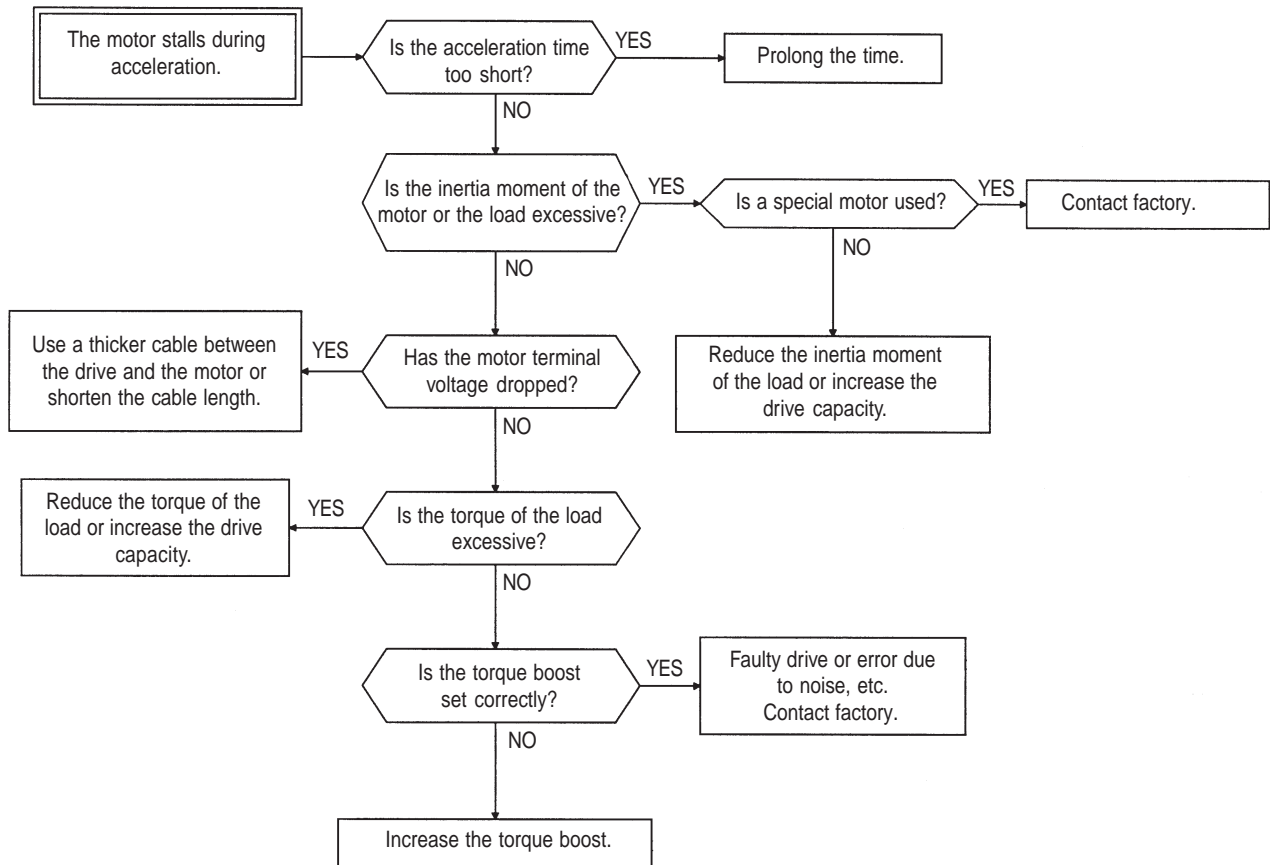 The motor stalls during
acceleration.
Is the acceleration time
too short?
YES
Prolong the time.
NO
Is the inertia moment of the
motor or the load excessive?
YES
Is a special motor used?
YES
Contact factory.
NO
NO
Reduce the inertia moment
of the load or increase the
drive capacity.
Use a thicker cable between
the drive and the motor or
shorten the cable length.
YES
Has the motor terminal
voltage dropped?
NO
Reduce the torque of the
load or increase the drive
capacity.
YES
Is the torque of the load
excessive?
NO
Is the torque boost
set correctly?
YES
Faulty drive or error due
to noise, etc.
Contact factory.
NO
Increase the torque boost.